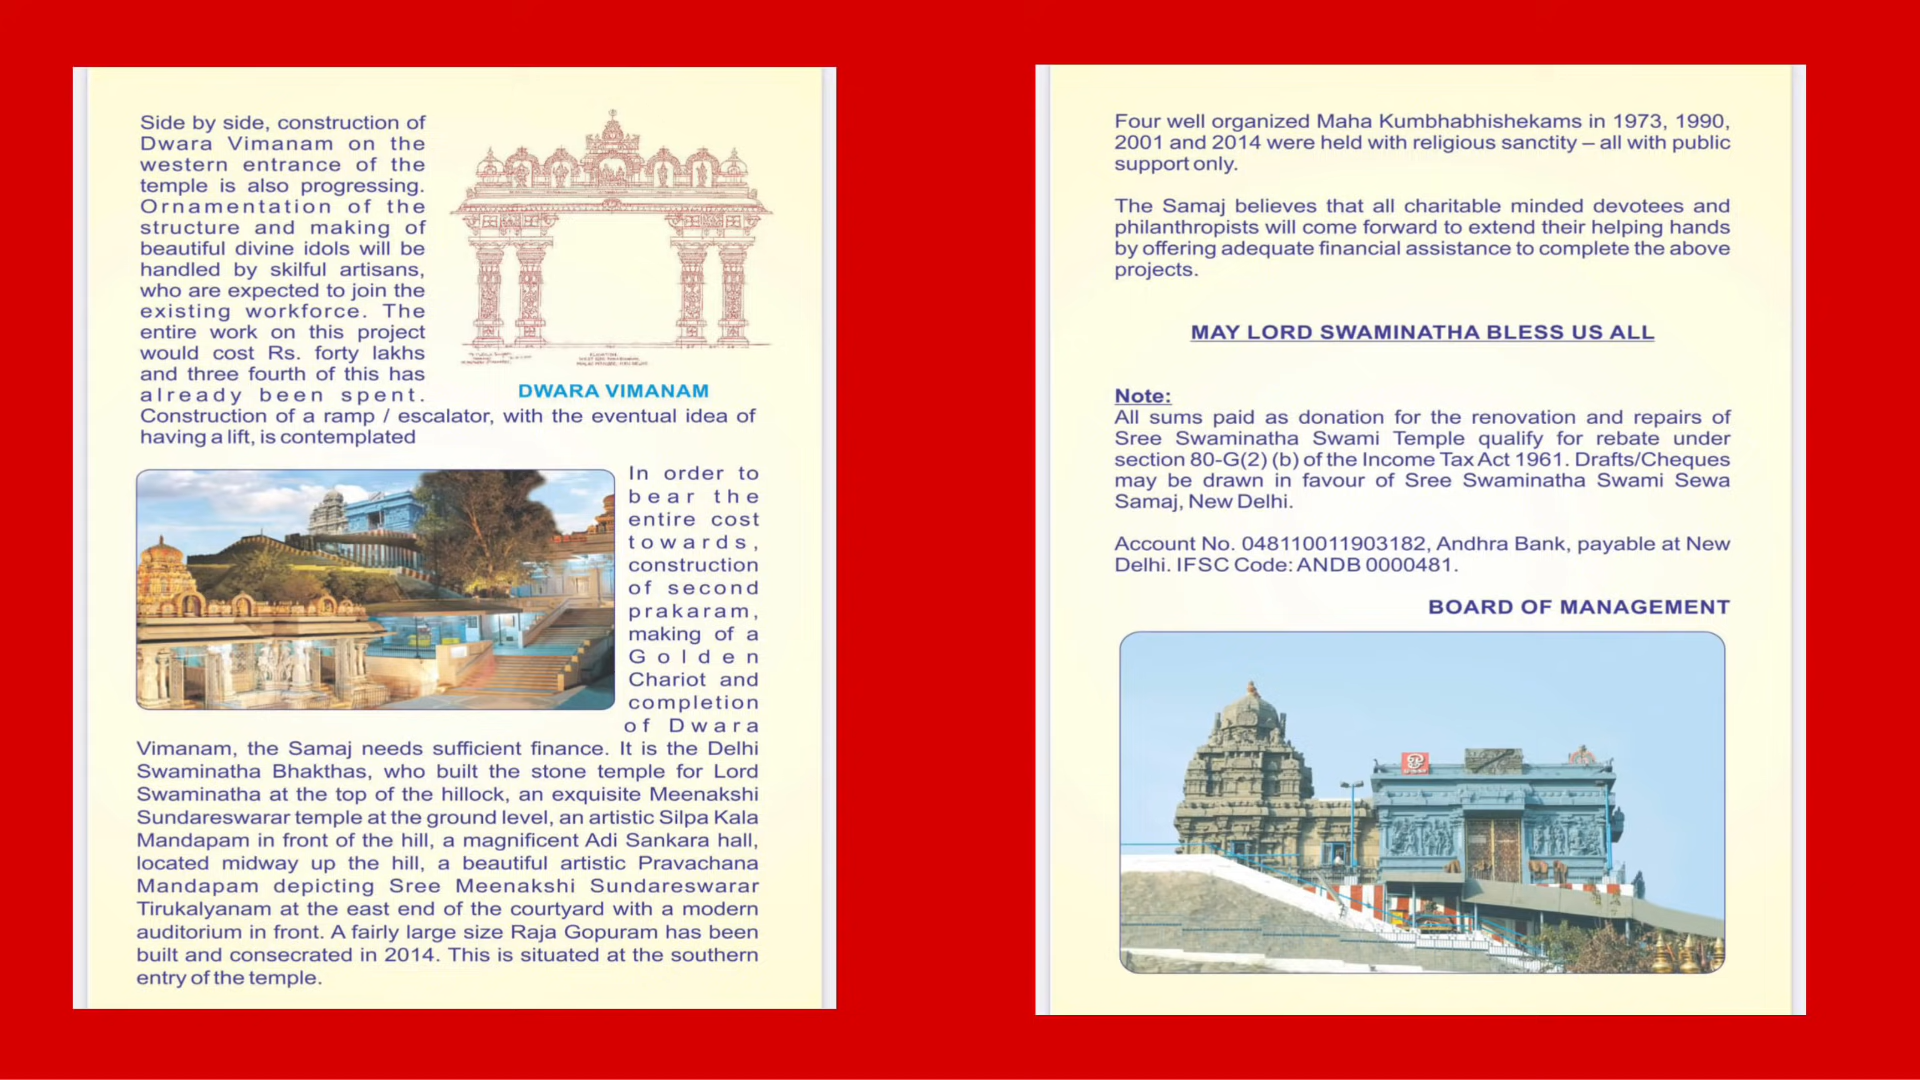 Side by side, construction of
Dwara Vimanam on the
western entrance of the
temple is also progressing.
Ornamentation of the
structure and making of
beautiful divine idols will be
handled by skilful artisans,
who are expected to join the
existing workforce. The
entire work on this project
would cost Rs. forty lakhs
and three fourth of this has
already been spent.
DWARA VIMANAM
Construction of a ramp / escalator, with the eventual idea of
having a lift, is contemplated
In order to
bear the
entire cost
towards,
construction
of second
prakaram,
making of a
Golden
Chariot and
completion
of Dwara
Vimanam, the Samaj needs sufficient finance. It is the Delhi
Swaminatha Bhakthas, who built the stone temple for Lord
Swaminatha at the top of the hillock, an exquisite Meenakshi
Sundareswarar temple at the ground level, an artistic Silpa Kala
Mandapam in front of the hill, a magnificent Adi Sankara hall,
located midway up the hill, a beautiful artistic Pravachana
Mandapam depicting Sree Meenakshi Sundareswarar
Tirukalyanam at the east end of the courtyard with a modern
auditorium in front. A fairly large size Raja Gopuram has been
built and consecrated in 2014. This is situated at the southern
entry of the temple.
Four well organized Maha Kumbhabhishekams in 1973, 1990,
2001 and 2014 were held with religious sanctity – all with public
support only.
The Samaj believes that all charitable minded devotees and
philanthropists will come forward to extend their helping hands
by offering adequate financial assistance to complete the above
projects.
MAY LORD SWAMINATHA BLESS US ALL
Note:
All sums paid as donation for the renovation and repairs of
Sree Swaminatha Swami Temple qualify for rebate under
section 80-G(2) (b) of the Income Tax Act 1961. Drafts/Cheques
may be drawn in favour of Sree Swaminatha Swami Sewa
Samaj, New Delhi.
Account No. 048110011903182, Andhra Bank, payable at New
Delhi. IFSC Code: ANDB 0000481.
BOARD OF MANAGEMENT